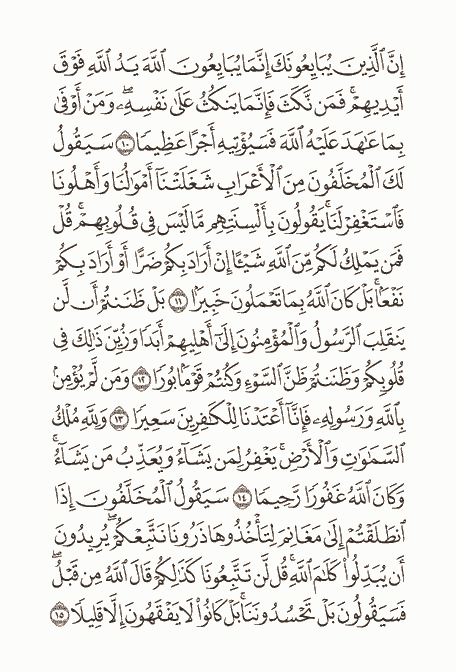 إِنَّ ٱلَّذِينَ يُبَايِعُونَكَ إِنَّمَا يُبَايِعُونَ ٱللَّهَ يَدُ ٱللَّهِ فَوْقَ
أَيْدِيهِمْ ۚ فَمَن نَّكَثَ فَإِنَّمَا يَنكُثُ عَلَىٰ نَفْسِهِۦ ۖ وَمَنْ أَوْفَىٰ
بِمَا عَٰهَدَ عَلَيْهُ ٱللَّهَ فَسَيُؤْتِيهِ أَجْرًا عَظِيمًا ١٠ سَيَقُولُ
لَكَ ٱلْمُخَلَّفُونَ مِنَ ٱلْأَعْرَابِ شَغَلَتْنَآ أَمْوَٰلُنَا وَأَهْلُونَا
فَٱسْتَغْفِرْ لَنَا ۚ يَقُولُونَ بِأَلْسِنَتِهِم مَّا لَيْسَ فِى قُلُوبِهِمْ ۚ قُلْ
فَمَن يَمْلِكُ لَكُم مِّنَ ٱللَّهِ شَيْـًٔا إِنْ أَرَادَ بِكُمْ ضَرًّا أَوْ أَرَادَ بِكُمْ
نَفْعًۢا ۚ بَلْ كَانَ ٱللَّهُ بِمَا تَعْمَلُونَ خَبِيرًۢا ١١ بَلْ ظَنَنتُمْ أَن لَّن
يَنقَلِبَ ٱلرَّسُولُ وَٱلْمُؤْمِنُونَ إِلَىٰٓ أَهْلِيهِمْ أَبَدًا وَزُيِّنَ ذَٰلِكَ فِى
قُلُوبِكُمْ وَظَنَنتُمْ ظَنَّ ٱلسَّوْءِ وَكُنتُمْ قَوْمًۢا بُورًا ١٢ وَمَن لَّمْ يُؤْمِنۢ
بِٱللَّهِ وَرَسُولِهِۦ فَإِنَّآ أَعْتَدْنَا لِلْكَٰفِرِينَ سَعِيرًا ١٣ وَلِلَّهِ مُلْكُ
ٱلسَّمَٰوَٰتِ وَٱلْأَرْضِ ۚ يَغْفِرُ لِمَن يَشَآءُ وَيُعَذِّبُ مَن يَشَآءُ ۚ
وَكَانَ ٱللَّهُ غَفُورًا رَّحِيمًا ١٤ سَيَقُولُ ٱلْمُخَلَّفُونَ إِذَا
ٱنطَلَقْتُمْ إِلَىٰ مَغَانِمَ لِتَأْخُذُوهَا ذَرُونَا نَتَّبِعْكُمْ ۖ يُرِيدُونَ
أَن يُبَدِّلُوا۟ كَلَٰمَ ٱللَّهِ ۚ قُل لَّن تَتَّبِعُونَا كَذَٰلِكُمْ قَالَ ٱللَّهُ مِن قَبْلُ ۖ
فَسَيَقُولُونَ بَلْ تَحْسُدُونَنَا ۚ بَلْ كَانُوا۟ لَا يَفْقَهُونَ إِلَّا قَلِيلًا ١٥